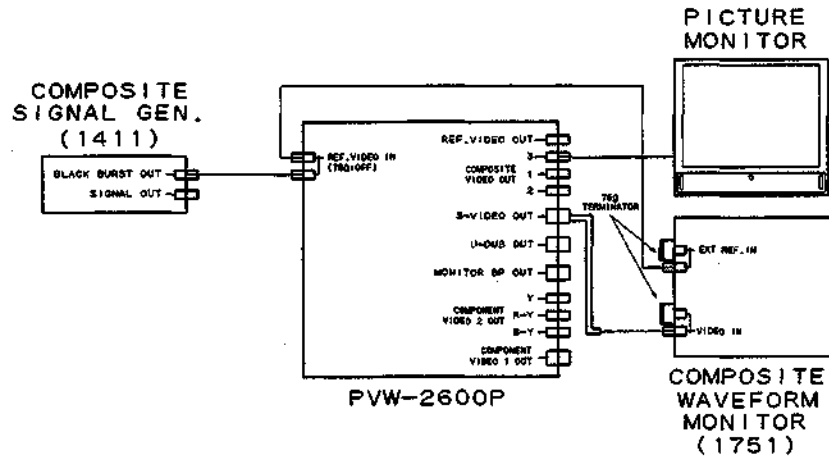 PICTURE
MONITOR
COMPOSITE
SIGNAL GEN.
(1411)
BLACK BURST OUT
SIGNAL OUT
REF.VIDEO IN
(75Ω:OFF)
REF.VIDEO OUT
3
COMPOSITE
VIDEO OUT
1
2
S-VIDEO OUT
U-DUB OUT
MONITOR BP OUT
Y
COMPONENT
VIDEO 2 OUT
R-Y
B-Y
COMPONENT
VIDEO 1 OUT
PVW-2600P
75Ω
TERMINATOR
EXT REF.IN
VIDEO IN
COMPOSITE
WAVEFORM
MONITOR
(1751)